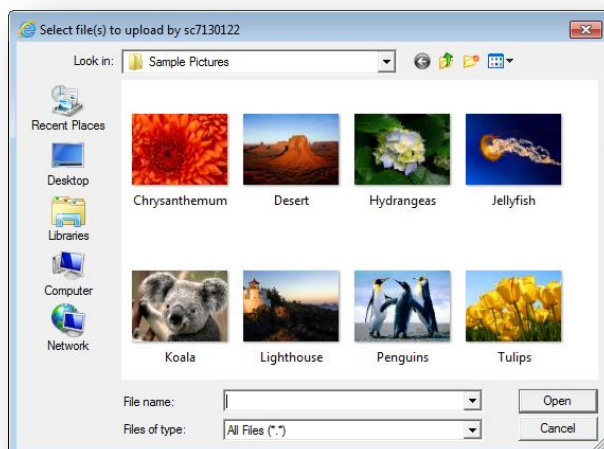 Select file(s) to upload by sc7130122
Look in: Sample Pictures
Recent Places
Desktop
Libraries
Computer
Network
Chrysanthemum Desert Hydrangeas Jellyfish
Koala Lighthouse Penguins Tulips
File name: Open
Files of type: All Files (*.*) Cancel